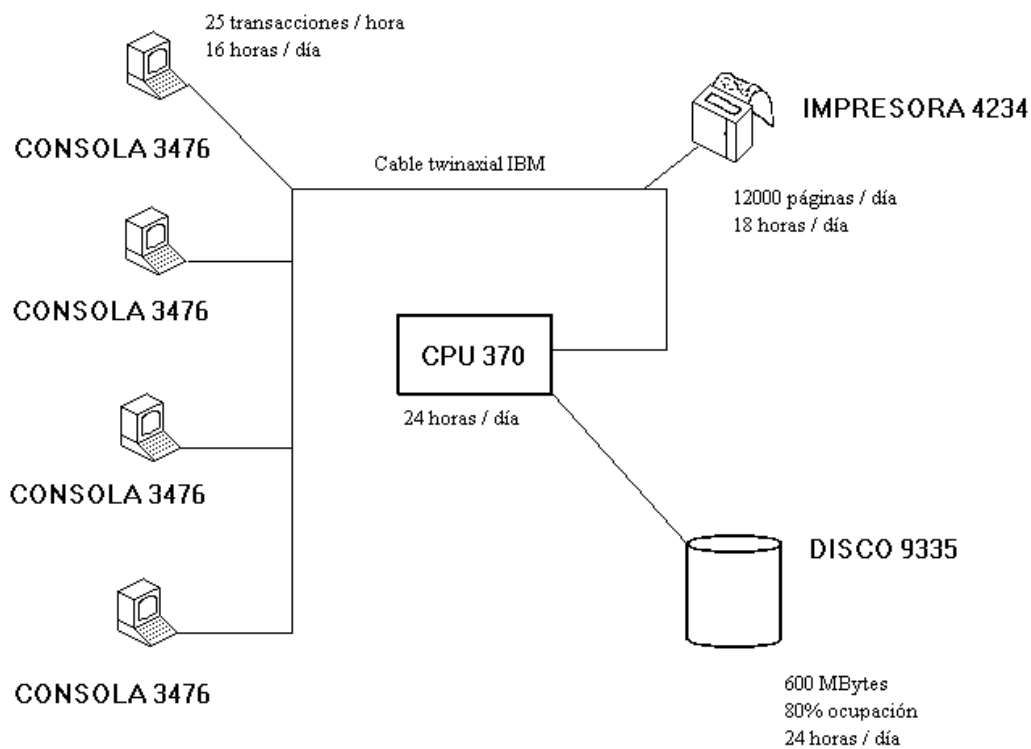 25 transacciones / hora
16 horas / día
CONSOLA 3476
IMPRESORA 4234
Cable twinaxial IBM
12000 páginas / día
18 horas / día
CONSOLA 3476
CPU 370
24 horas / día
CONSOLA 3476
DISCO 9335
CONSOLA 3476
600 MBytes
80% ocupación
24 horas / día